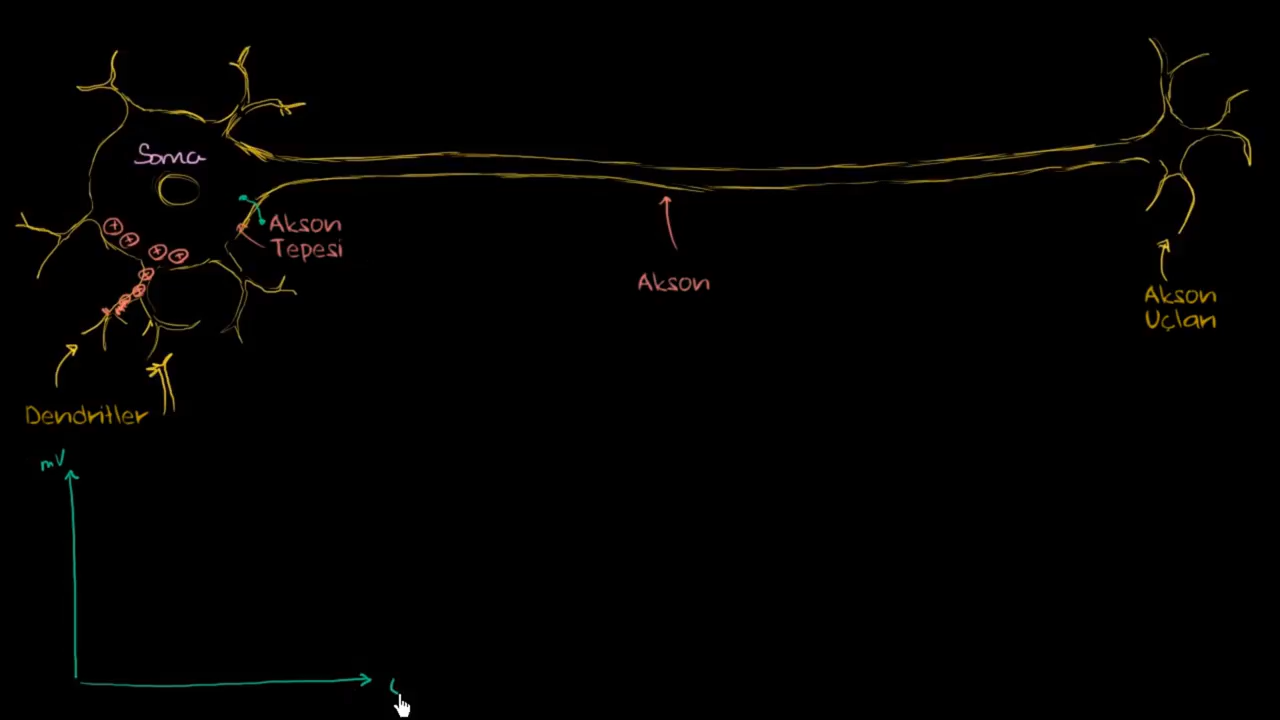 Soma
Akson
Tepesi
Akson
Akson
Uçları
Dendritler
mV